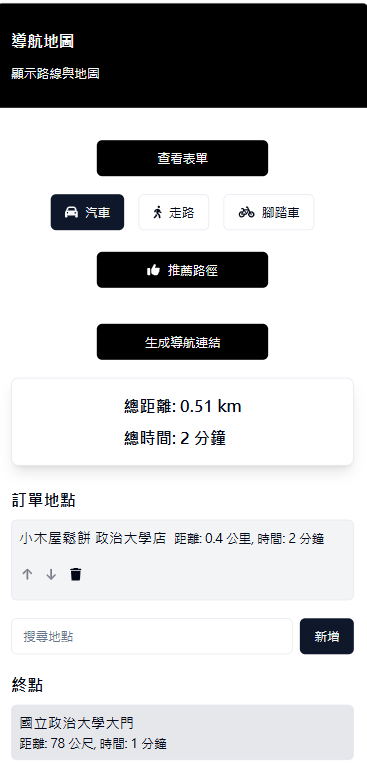 導航地圖
顯示路線與地圖
查看表單
汽車 走路 腳踏車
推薦路徑
生成導航連結
總距離: 0.51 km
總時間: 2 分鐘
訂單地點
小木屋鬆餅 政治大學店 距離: 0.4 公里, 時間: 2 分鐘
搜尋地點 新增
終點
國立政治大學大門
距離: 78 公尺, 時間: 1 分鐘